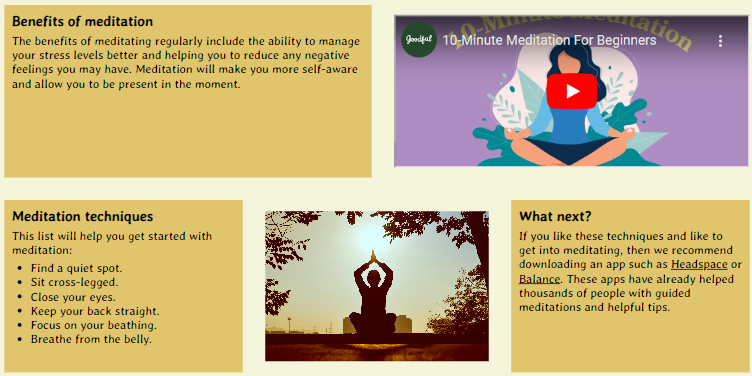 Benefits of meditation
The benefits of meditating regularly include the ability to manage
your stress levels better and helping you to reduce any negative
feelings you may have. Meditation will make you more self-aware
and allow you to be present in the moment.
10-Minute Meditation
Goodful
10-Minute Meditation For Beginners
Meditation techniques
This list will help you get started with
meditation:
• Find a quiet spot.
• Sit cross-legged.
• Close your eyes.
• Keep your back straight.
• Focus on your beathing.
• Breathe from the belly.
What next?
If you like these techniques and like to
get into meditating, then we recommend
downloading an app such as Headspace or
Balance. These apps have already helped
thousands of people with guided
meditations and helpful tips.